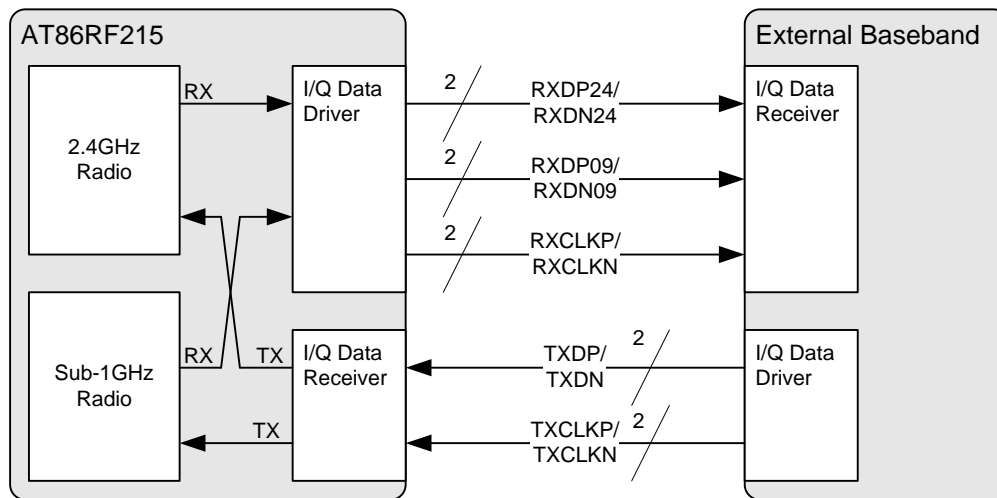 AT86RF215
External Baseband
2.4GHz
Radio
RX
I/Q Data
Driver
2
RXDP24/
RXDN24
2
RXDP09/
RXDN09
2
RXCLKP/
RXCLKN
I/Q Data
Receiver
Sub-1GHz
Radio
RX
TX
TX
I/Q Data
Receiver
TXDP/
TXDN
2
TXCLKP/
TXCLKN
2
I/Q Data
Driver